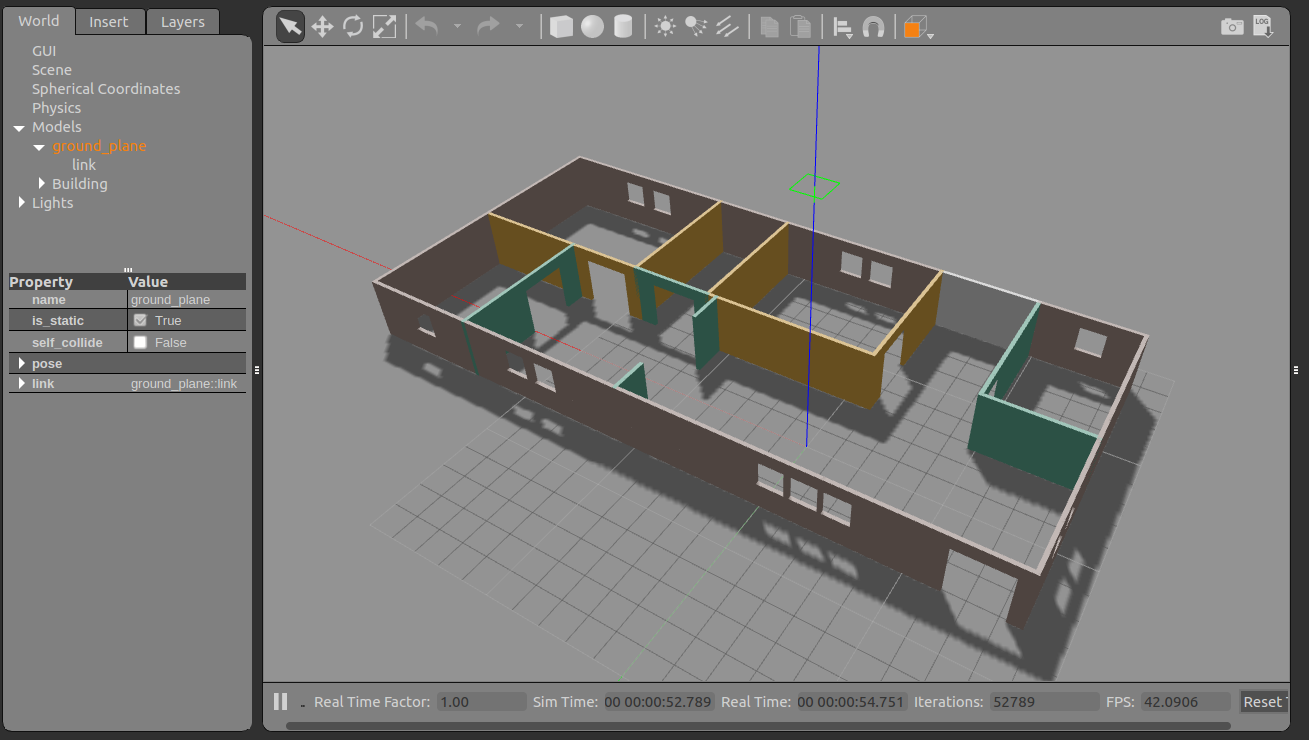 World Insert Layers
GUI
Scene
Spherical Coordinates
Physics
Models
ground_plane
link
Building
Lights
Property Value
name ground_plane
is_static True
self_collide False
pose
link ground_plane::link
LOG
Real Time Factor: 1.00 Sim Time: 00 00:00:52.789 Real Time: 00 00:00:54.751 Iterations: 52789 FPS: 42.0906 Reset